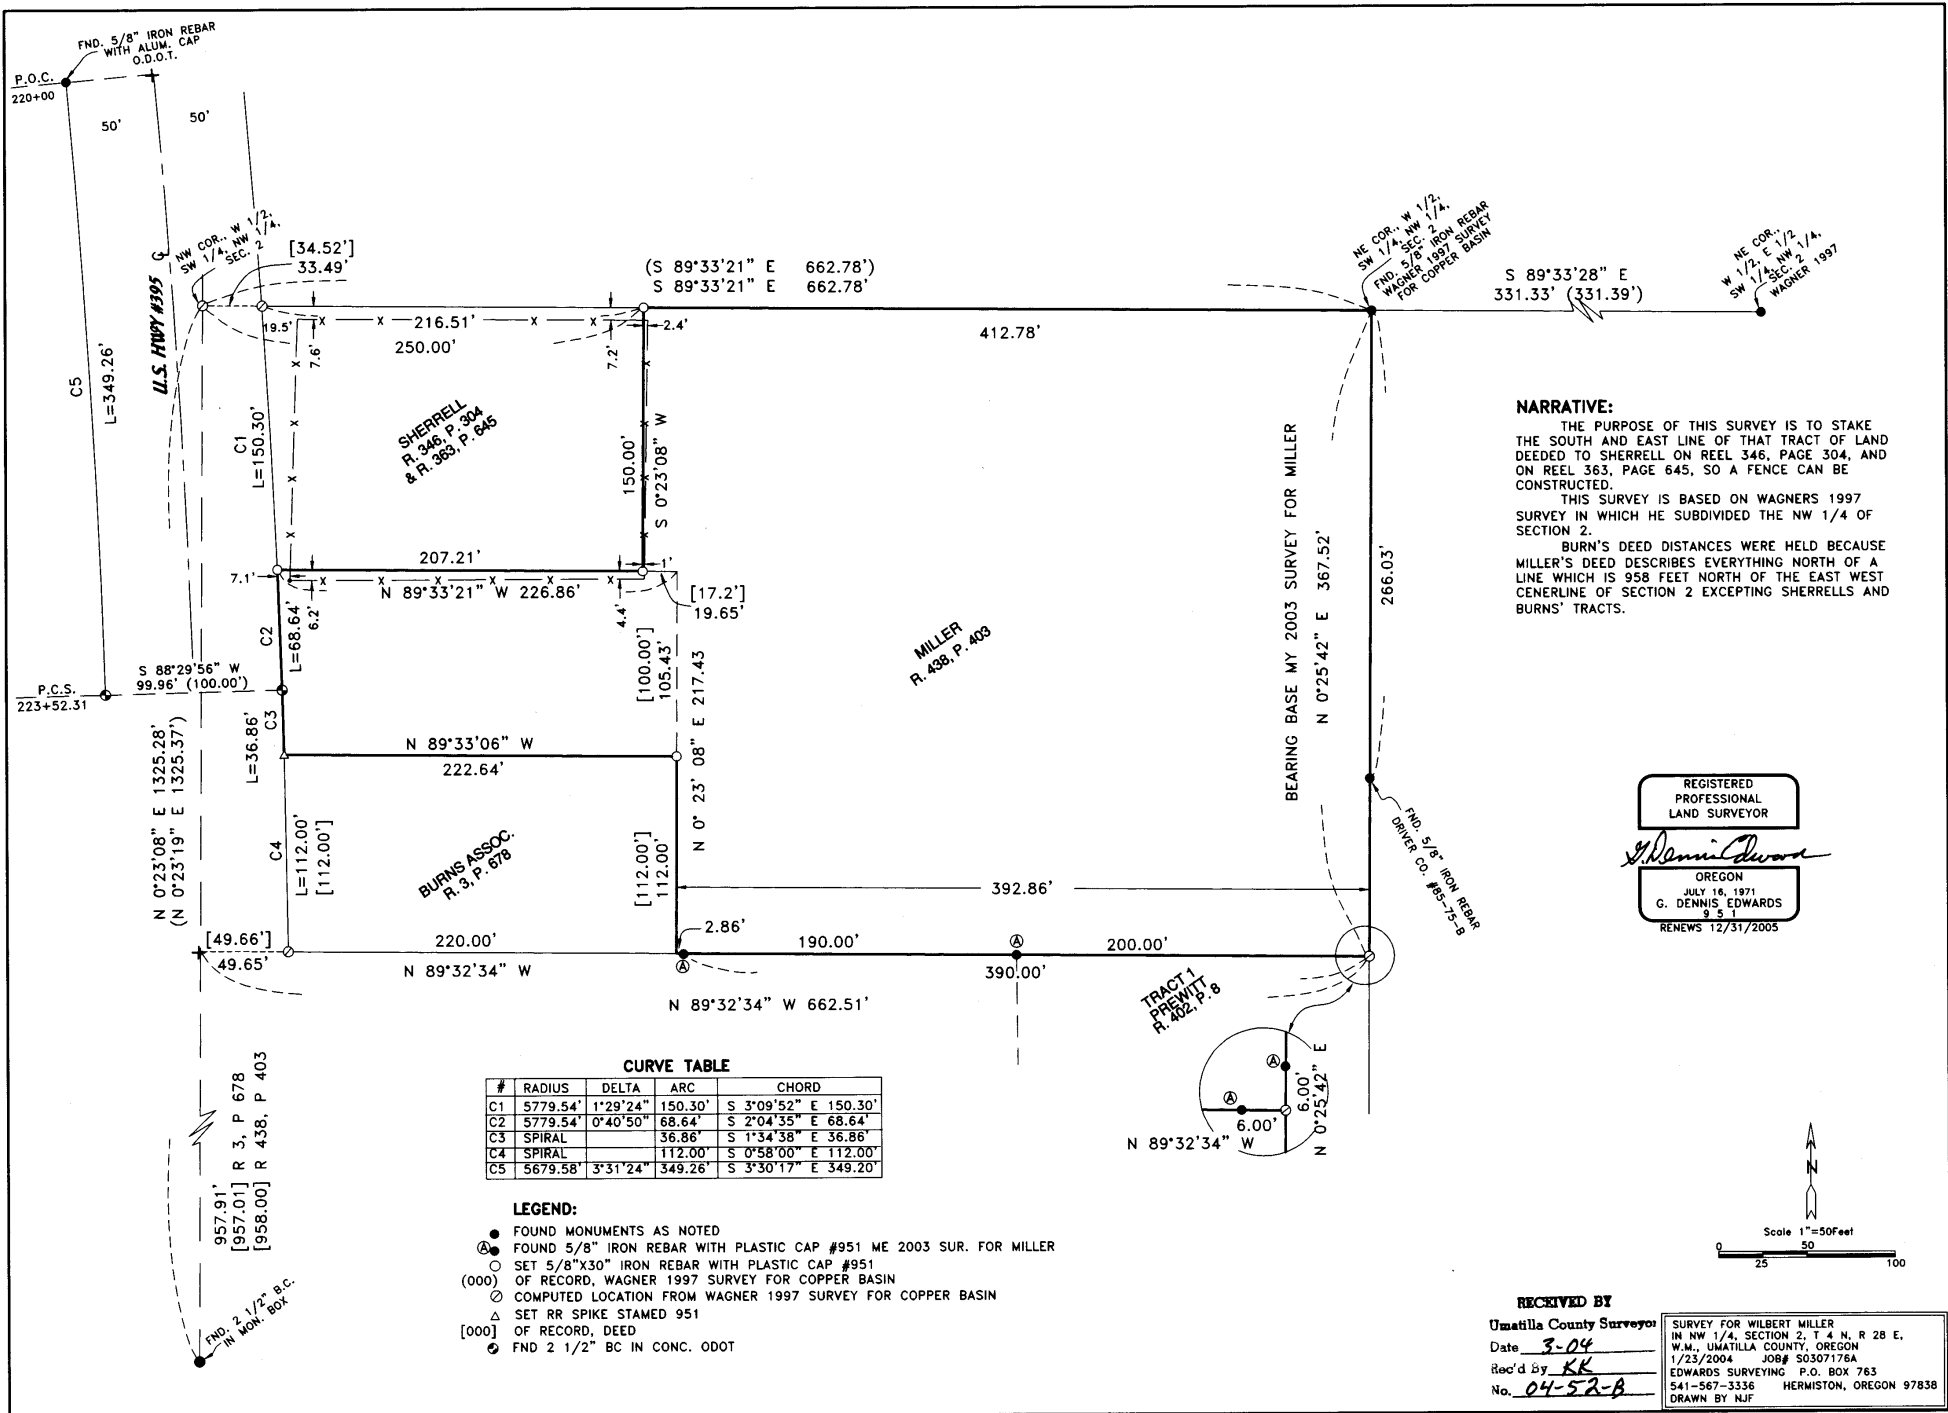 FND. 5/8" IRON REBAR
WITH ALUM. CAP
O.D.O.T.
P.O.C.
220+00
50'
50'
C5
L=349.26'
U.S. HWY #395 ℄
NW COR., W 1/2,
SW 1/4, NW 1/4,
SEC. 2
[34.52']
33.49'
(S 89°33'21" E 662.78')
S 89°33'21" E 662.78'
NE COR., W 1/2,
SW 1/4, NW 1/4,
SEC. 2
FND. 5/8" IRON REBAR
WAGNER 1997 SURVEY
FOR COPPER BASIN
S 89°33'28" E
331.33' (331.39')
NE COR.,
W 1/2, E 1/2
SW 1/4, NW 1/4,
SEC. 2
WAGNER 1997
19.5'
X X 216.51' X X
2.4'
412.78'
7.6'
250.00'
7.2'
C1
L=150.30'
SHERRELL
R. 346, P. 304
& R. 363, P. 645
150.00'
S 0°23'08" W
207.21'
1'
7.1'
X X X X X X
N 89°33'21" W 226.86'
6.2'
4.4'
[17.2']
19.65'
C2
L=68.64'
S 88°29'56" W
99.96' (100.00')
P.C.S.
223+52.31
[100.00']
105.43'
N 0° 23' 08" E 217.43
MILLER
R. 438, P. 403
BEARING BASE MY 2003 SURVEY FOR MILLER
N 0°25'42" E 367.52'
266.03'
C3
L=36.86'
N 89°33'06" W
222.64'
N 0°23'08" E 1325.28'
(N 0°23'19" E 1325.37')
C4
L=112.00'
[112.00']
BURNS ASSOC.
R. 3, P. 678
[112.00']
112.00'
392.86'
FND. 5/8" IRON REBAR
DRIVER CO. #85-75-B
[49.66']
49.65'
220.00'
N 89°32'34" W
2.86'
190.00'
Ⓐ
200.00'
Ⓐ
390.00'
N 89°32'34" W 662.51'
TRACT 1
PREWITT
R. 402, P. 8
Ⓐ
Ⓐ
6.00'
6.00'
N 0°25'42" E
N 89°32'34" W
957.91'
[957.01] R 3, P 678
[958.00] R 438, P 403
FND. 2 1/2" B.C.
IN MON. BOX
NARRATIVE:
THE PURPOSE OF THIS SURVEY IS TO STAKE
THE SOUTH AND EAST LINE OF THAT TRACT OF LAND
DEEDED TO SHERRELL ON REEL 346, PAGE 304, AND
ON REEL 363, PAGE 645, SO A FENCE CAN BE
CONSTRUCTED.
THIS SURVEY IS BASED ON WAGNERS 1997
SURVEY IN WHICH HE SUBDIVIDED THE NW 1/4 OF
SECTION 2.
BURN'S DEED DISTANCES WERE HELD BECAUSE
MILLER'S DEED DESCRIBES EVERYTHING NORTH OF A
LINE WHICH IS 958 FEET NORTH OF THE EAST WEST
CENERLINE OF SECTION 2 EXCEPTING SHERRELLS AND
BURNS' TRACTS.
REGISTERED
PROFESSIONAL
LAND SURVEYOR
G. Dennis Edwards
OREGON
JULY 16, 1971
G. DENNIS EDWARDS
9 5 1
RENEWS 12/31/2005
CURVE TABLE
# RADIUS DELTA ARC CHORD
C1 5779.54' 1°29'24" 150.30' S 3°09'52" E 150.30'
C2 5779.54' 0°40'50" 68.64' S 2°04'35" E 68.64'
C3 SPIRAL 36.86' S 1°34'38" E 36.86'
C4 SPIRAL 112.00' S 0°58'00" E 112.00'
C5 5679.58' 3°31'24" 349.26' S 3°30'17" E 349.20'
LEGEND:
FOUND MONUMENTS AS NOTED
Ⓐ FOUND 5/8" IRON REBAR WITH PLASTIC CAP #951 ME 2003 SUR. FOR MILLER
SET 5/8"X30" IRON REBAR WITH PLASTIC CAP #951
(000) OF RECORD, WAGNER 1997 SURVEY FOR COPPER BASIN
COMPUTED LOCATION FROM WAGNER 1997 SURVEY FOR COPPER BASIN
SET RR SPIKE STAMED 951
[000] OF RECORD, DEED
FND 2 1/2" BC IN CONC. ODOT
N
Scale 1"=50Feet
0 50
25 100
RECEIVED BY
Umatilla County Surveyor
Date 3-04
Rec'd By KK
No. 04-52-B
SURVEY FOR WILBERT MILLER
IN NW 1/4, SECTION 2, T 4 N, R 28 E,
W.M., UMATILLA COUNTY, OREGON
1/23/2004 JOB# S0307176A
EDWARDS SURVEYING P.O. BOX 763
541-567-3336 HERMISTON, OREGON 97838
DRAWN BY NJF